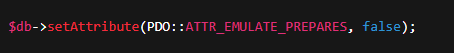 $db->setAttribute(PDO::ATTR_EMULATE_PREPARES, false);